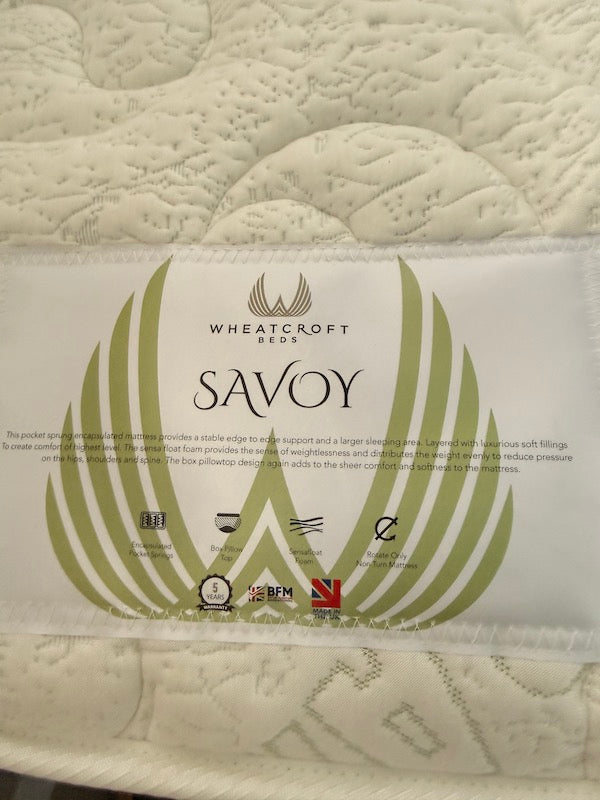 WHEATCROFT
BEDS
SAVOY
This pocket sprung encapsulated mattress provides a stable edge to edge support and a larger sleeping area. Layered with luxurious soft fillings
To create comfort of highest level. The sensa float foam provides the sense of weightlessness and distributes the weight evenly to reduce pressure
on the hips, shoulders and spine. The box pillowtop design again adds to the sheer comfort and softness to the mattress.
Encapsulated
Pocket Springs
Box Pillow
Top
Sensafloat
Foam
Rotate Only
Non Turn Mattress
5
YEARS
WARRANTY
BFM
MADE IN
THE UK